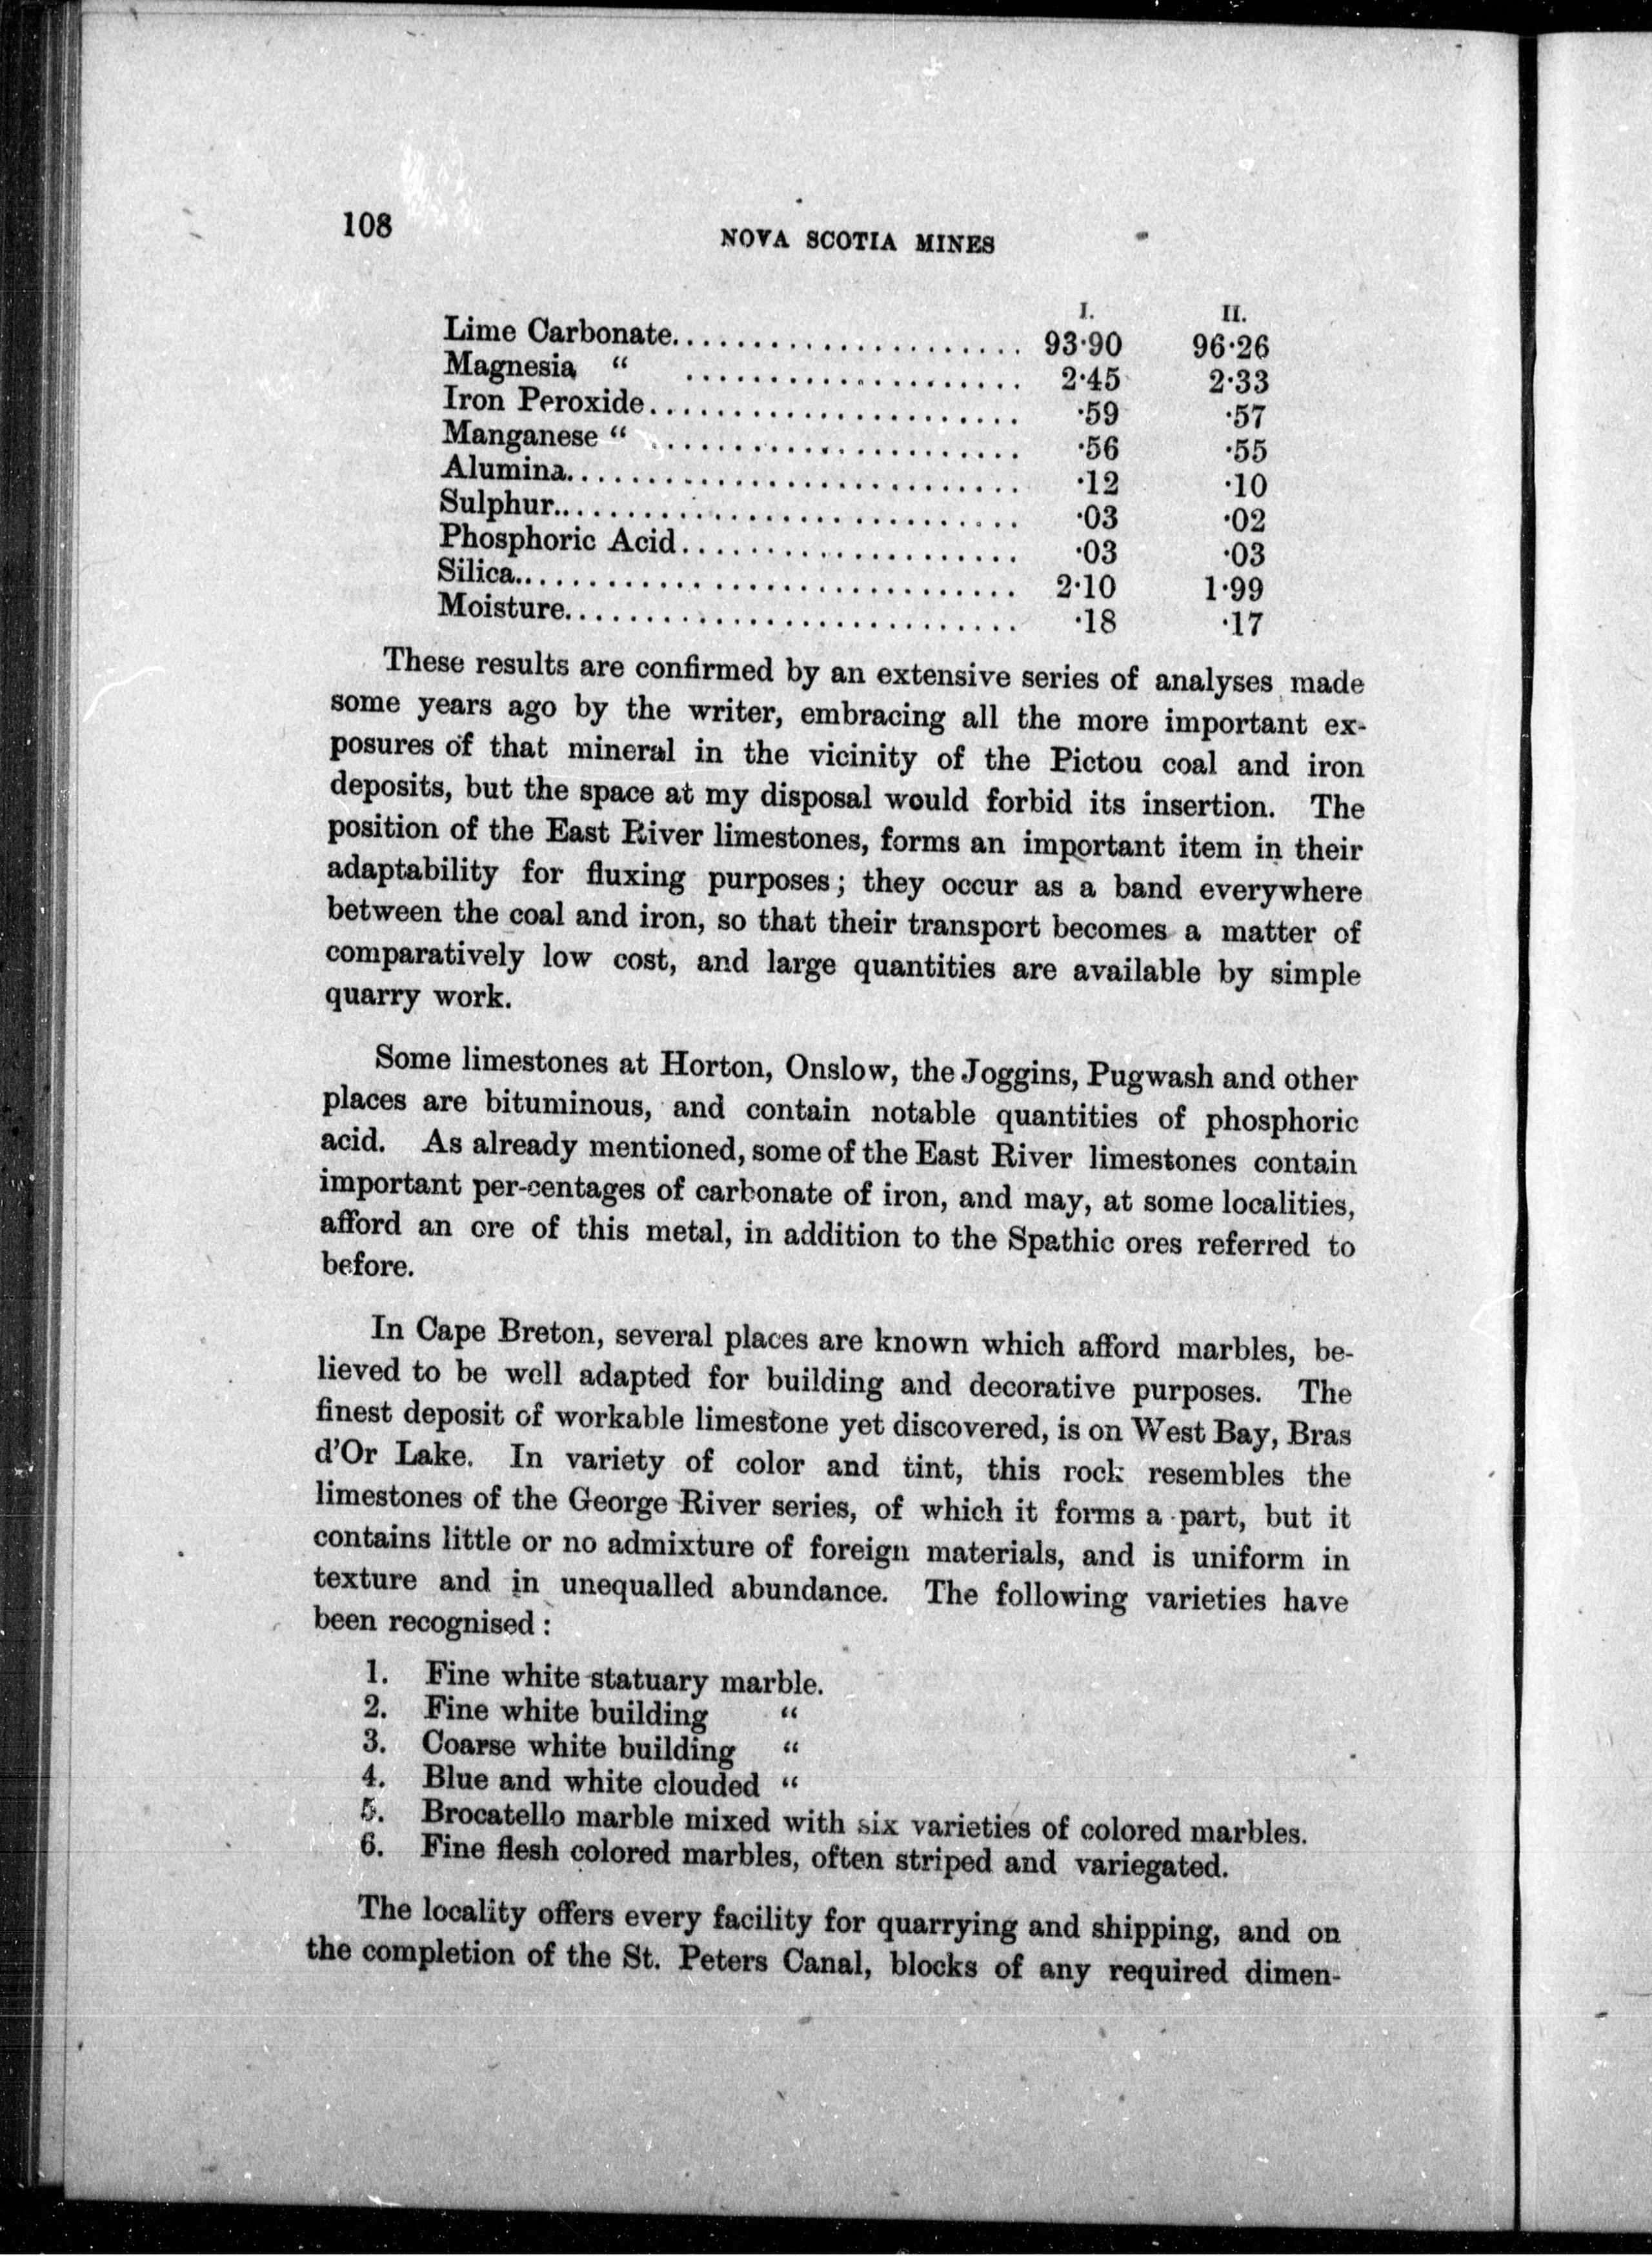 108
NOVA SCOTIA MINES
I. II.
Lime Carbonate...................... 93·90 96·26
Magnesia “ ..................... 2·45 2·33
Iron Peroxide....................... ·59 ·57
Manganese “ ....................... ·56 ·55
Alumina............................ ·12 ·10
Sulphur............................. ·03 ·02
Phosphoric Acid..................... ·03 ·03
Silica............................... 2·10 1·99
Moisture............................ ·18 ·17
These results are confirmed by an extensive series of analyses made
some years ago by the writer, embracing all the more important ex-
posures of that mineral in the vicinity of the Pictou coal and iron
deposits, but the space at my disposal would forbid its insertion. The
position of the East River limestones, forms an important item in their
adaptability for fluxing purposes; they occur as a band everywhere
between the coal and iron, so that their transport becomes a matter of
comparatively low cost, and large quantities are available by simple
quarry work.
Some limestones at Horton, Onslow, the Joggins, Pugwash and other
places are bituminous, and contain notable quantities of phosphoric
acid. As already mentioned, some of the East River limestones contain
important per-centages of carbonate of iron, and may, at some localities,
afford an ore of this metal, in addition to the Spathic ores referred to
before.
In Cape Breton, several places are known which afford marbles, be-
lieved to be well adapted for building and decorative purposes. The
finest deposit of workable limestone yet discovered, is on West Bay, Bras
d'Or Lake. In variety of color and tint, this rock resembles the
limestones of the George River series, of which it forms a part, but it
contains little or no admixture of foreign materials, and is uniform in
texture and in unequalled abundance. The following varieties have
been recognised :
1. Fine white statuary marble.
2. Fine white building “
3. Coarse white building “
4. Blue and white clouded “
5. Brocatello marble mixed with six varieties of colored marbles.
6. Fine flesh colored marbles, often striped and variegated.
The locality offers every facility for quarrying and shipping, and on
the completion of the St. Peters Canal, blocks of any required dimen-